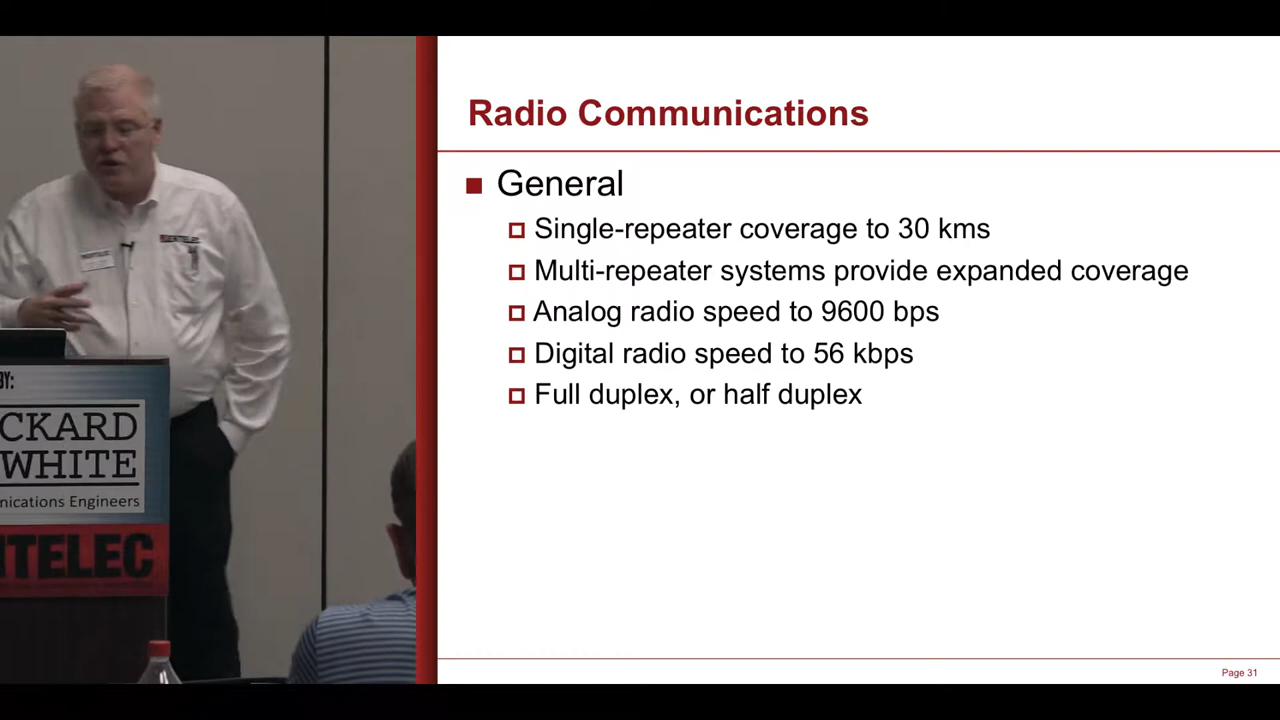 Radio Communications
General
Single-repeater coverage to 30 kms
Multi-repeater systems provide expanded coverage
Analog radio speed to 9600 bps
Digital radio speed to 56 kbps
Full duplex, or half duplex
Page 31
BY:
CKARD
WHITE
nications Engineers
NTELEC